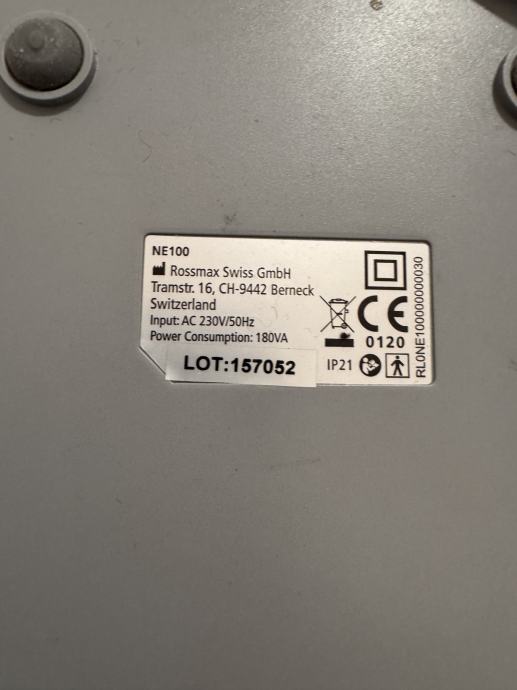 NE100
Rossmax Swiss GmbH
Tramstr. 16, CH-9442 Berneck
Switzerland
Input: AC 230V/50Hz
Power Consumption: 180VA
LOT:157052
CE
0120
IP21
RL0NE100000000000030